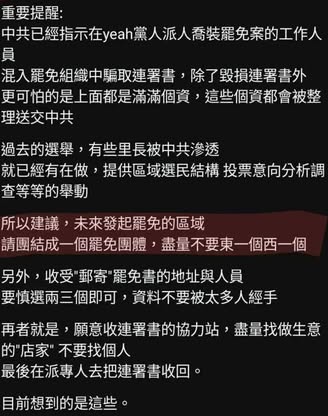 重要提醒:
中共已經指示在yeah黨人派人喬裝罷免案的工作人
員
混入罷免組織中騙取連署書，除了毀損連署書外
更可怕的是上面都是滿滿個資，這些個資都會被整
理送交中共
過去的選舉，有些里長被中共滲透
就已經有在做，提供區域選民結構 投票意向分析調
查等等的舉動
所以建議，未來發起罷免的區域
請團結成一個罷免團體，盡量不要東一個西一個
另外，收受"郵寄"罷免書的地址與人員
要慎選兩三個即可，資料不要被太多人經手
再者就是，願意收連署書的協力站，盡量找做生意
的"店家" 不要找個人
最後在派專人去把連署書收回。
目前想到的是這些。